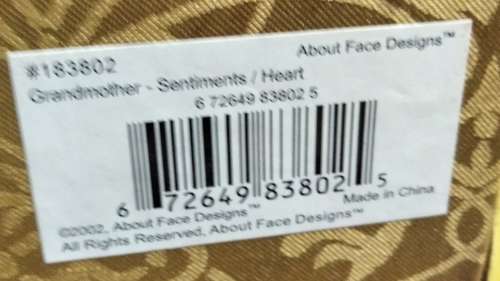 #183802 About Face Designs™
Grandmother - Sentiments / Heart
6 72649 83802 5
6 72649 83802 5
©2002, About Face Designs™ Made in China
All Rights Reserved, About Face Designs™